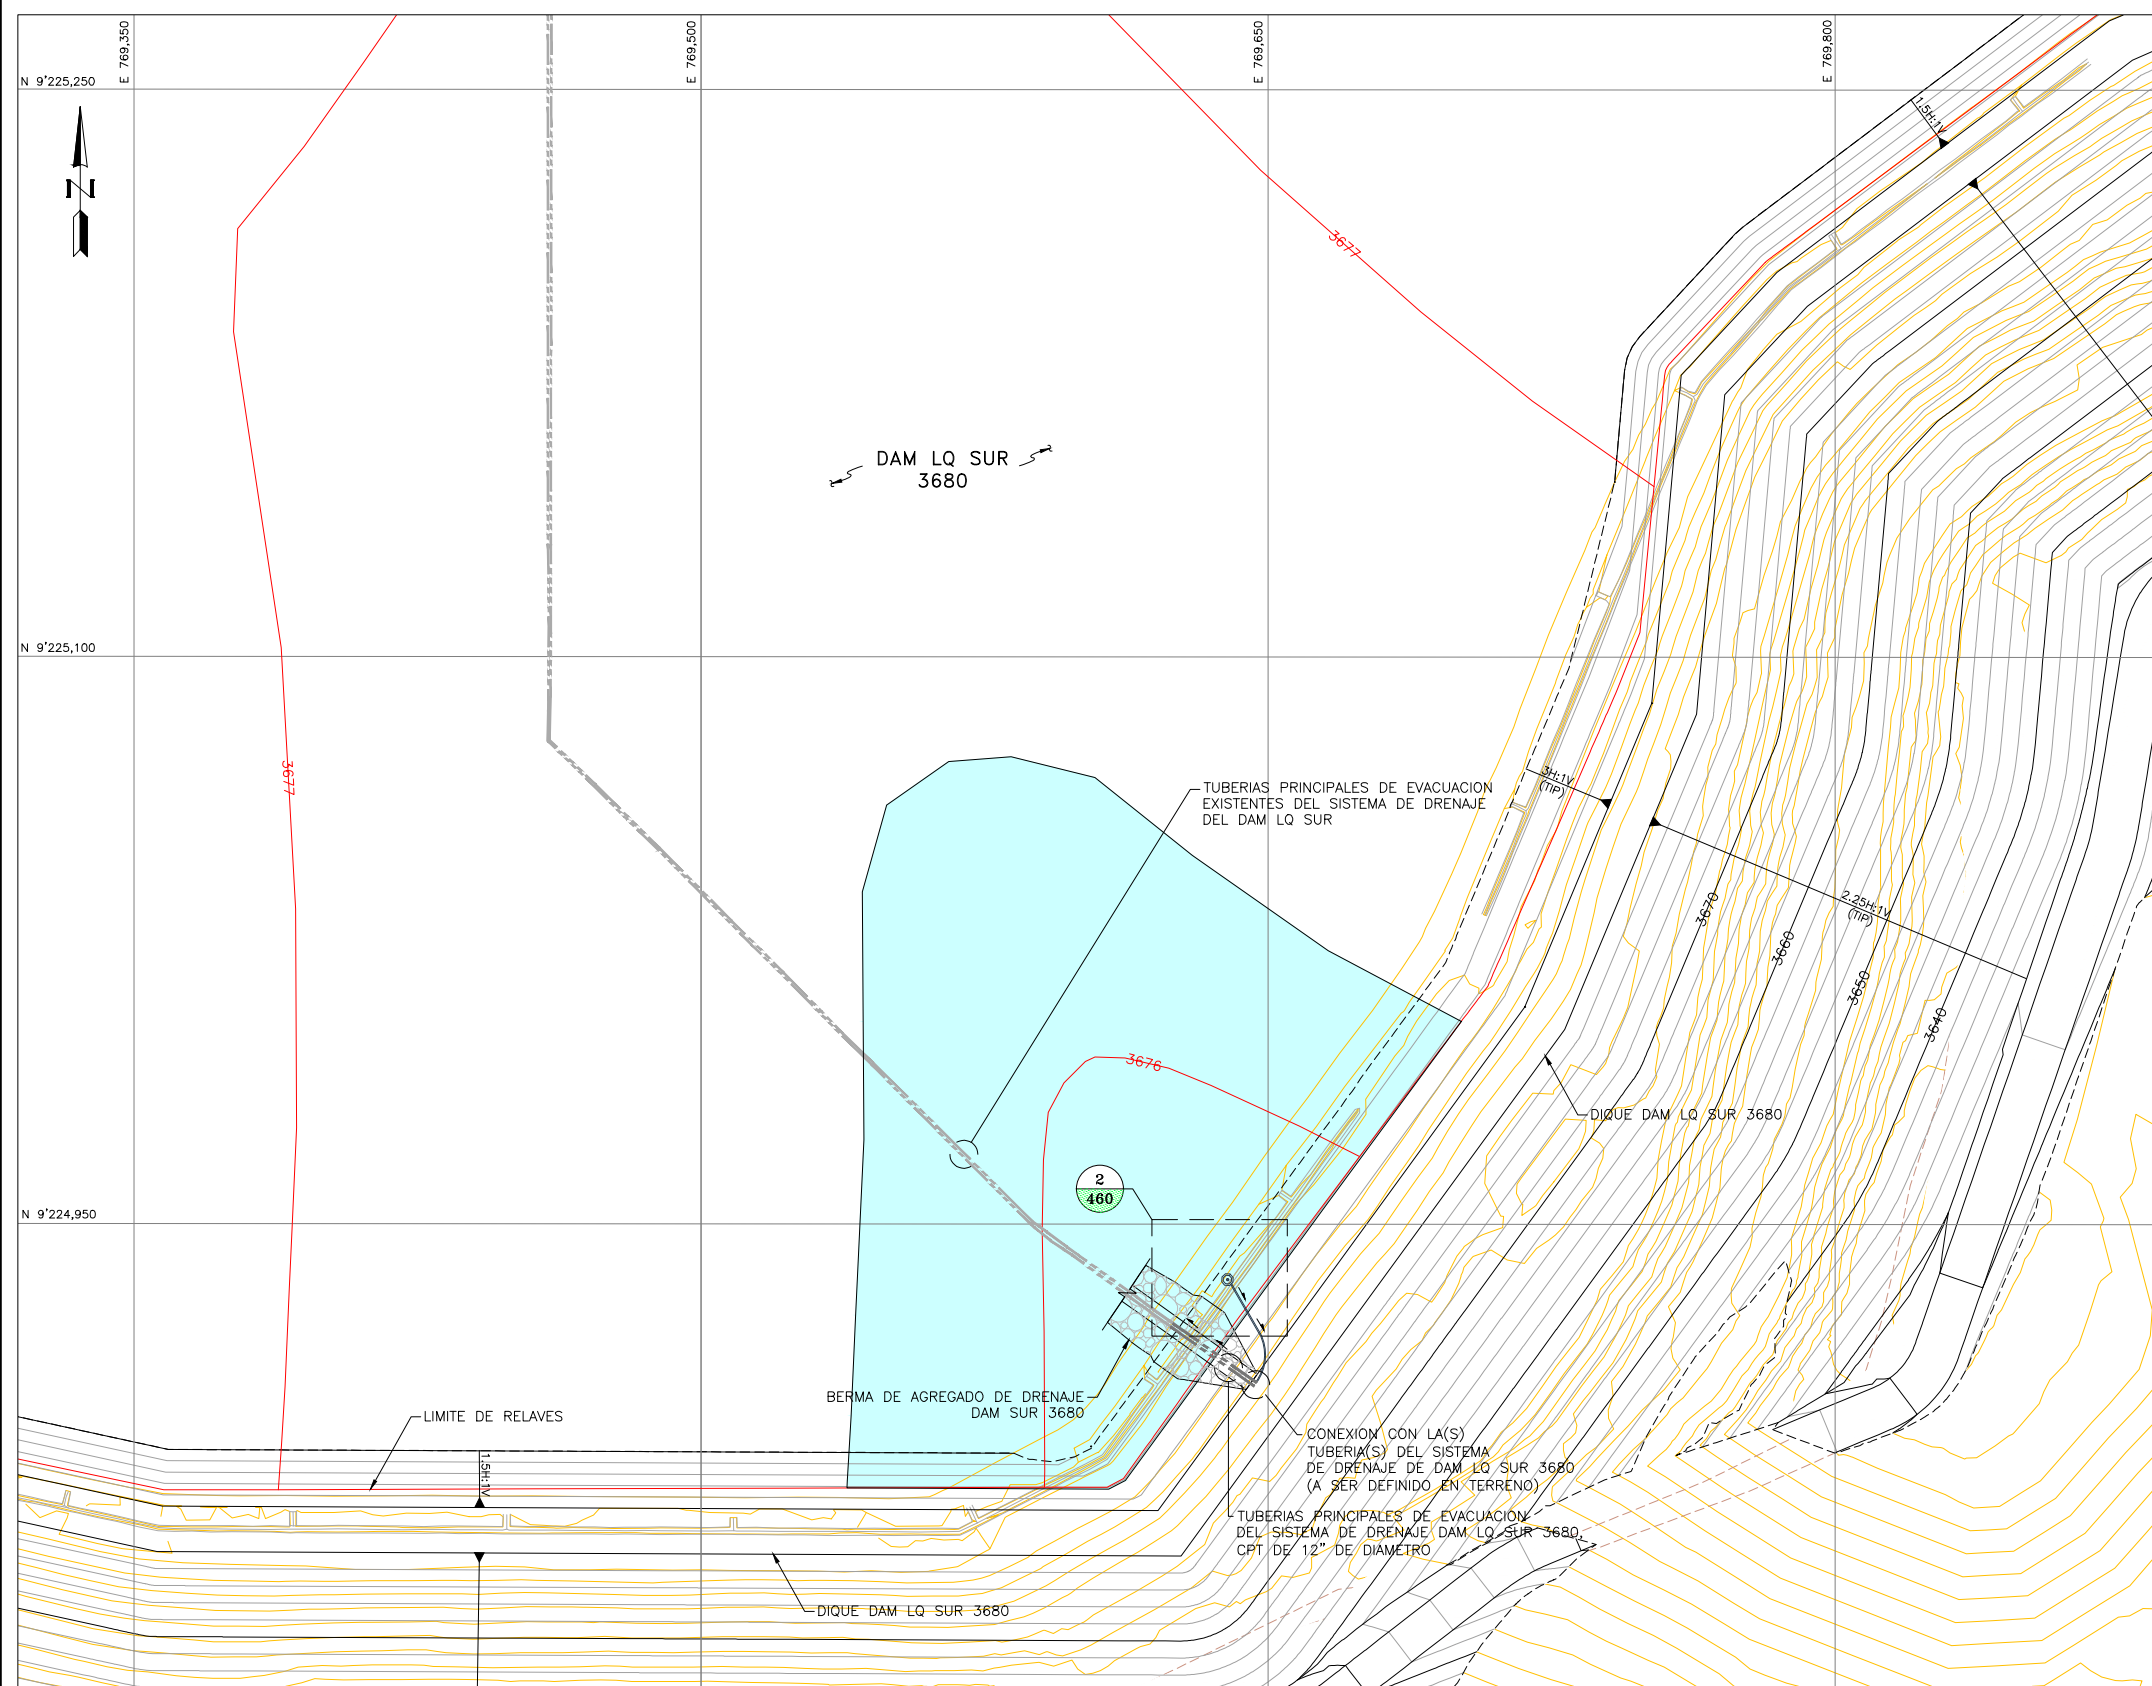 E 769,350
E 769,500
E 769,650
E 769,800
N 9'225,250
N
1.5H:1V
3677
DAM LQ SUR
3680
N 9'225,100
3677
TUBERIAS PRINCIPALES DE EVACUACION
EXISTENTES DEL SISTEMA DE DRENAJE
DEL DAM LQ SUR
3H:1V
(TIP)
2.25H:1V
(TIP)
3670
3660
3650
3640
3676
DIQUE DAM LQ SUR 3680
2
460
N 9'224,950
BERMA DE AGREGADO DE DRENAJE
DAM SUR 3680
LIMITE DE RELAVES
1.5H:1V
CONEXION CON LA(S)
TUBERIA(S) DEL SISTEMA
DE DRENAJE DE DAM LQ SUR 3680
(A SER DEFINIDO EN TERRENO)
TUBERIAS PRINCIPALES DE EVACUACION
DEL SISTEMA DE DRENAJE DAM LQ SUR 3680,
CPT DE 12" DE DIAMETRO
DIQUE DAM LQ SUR 3680